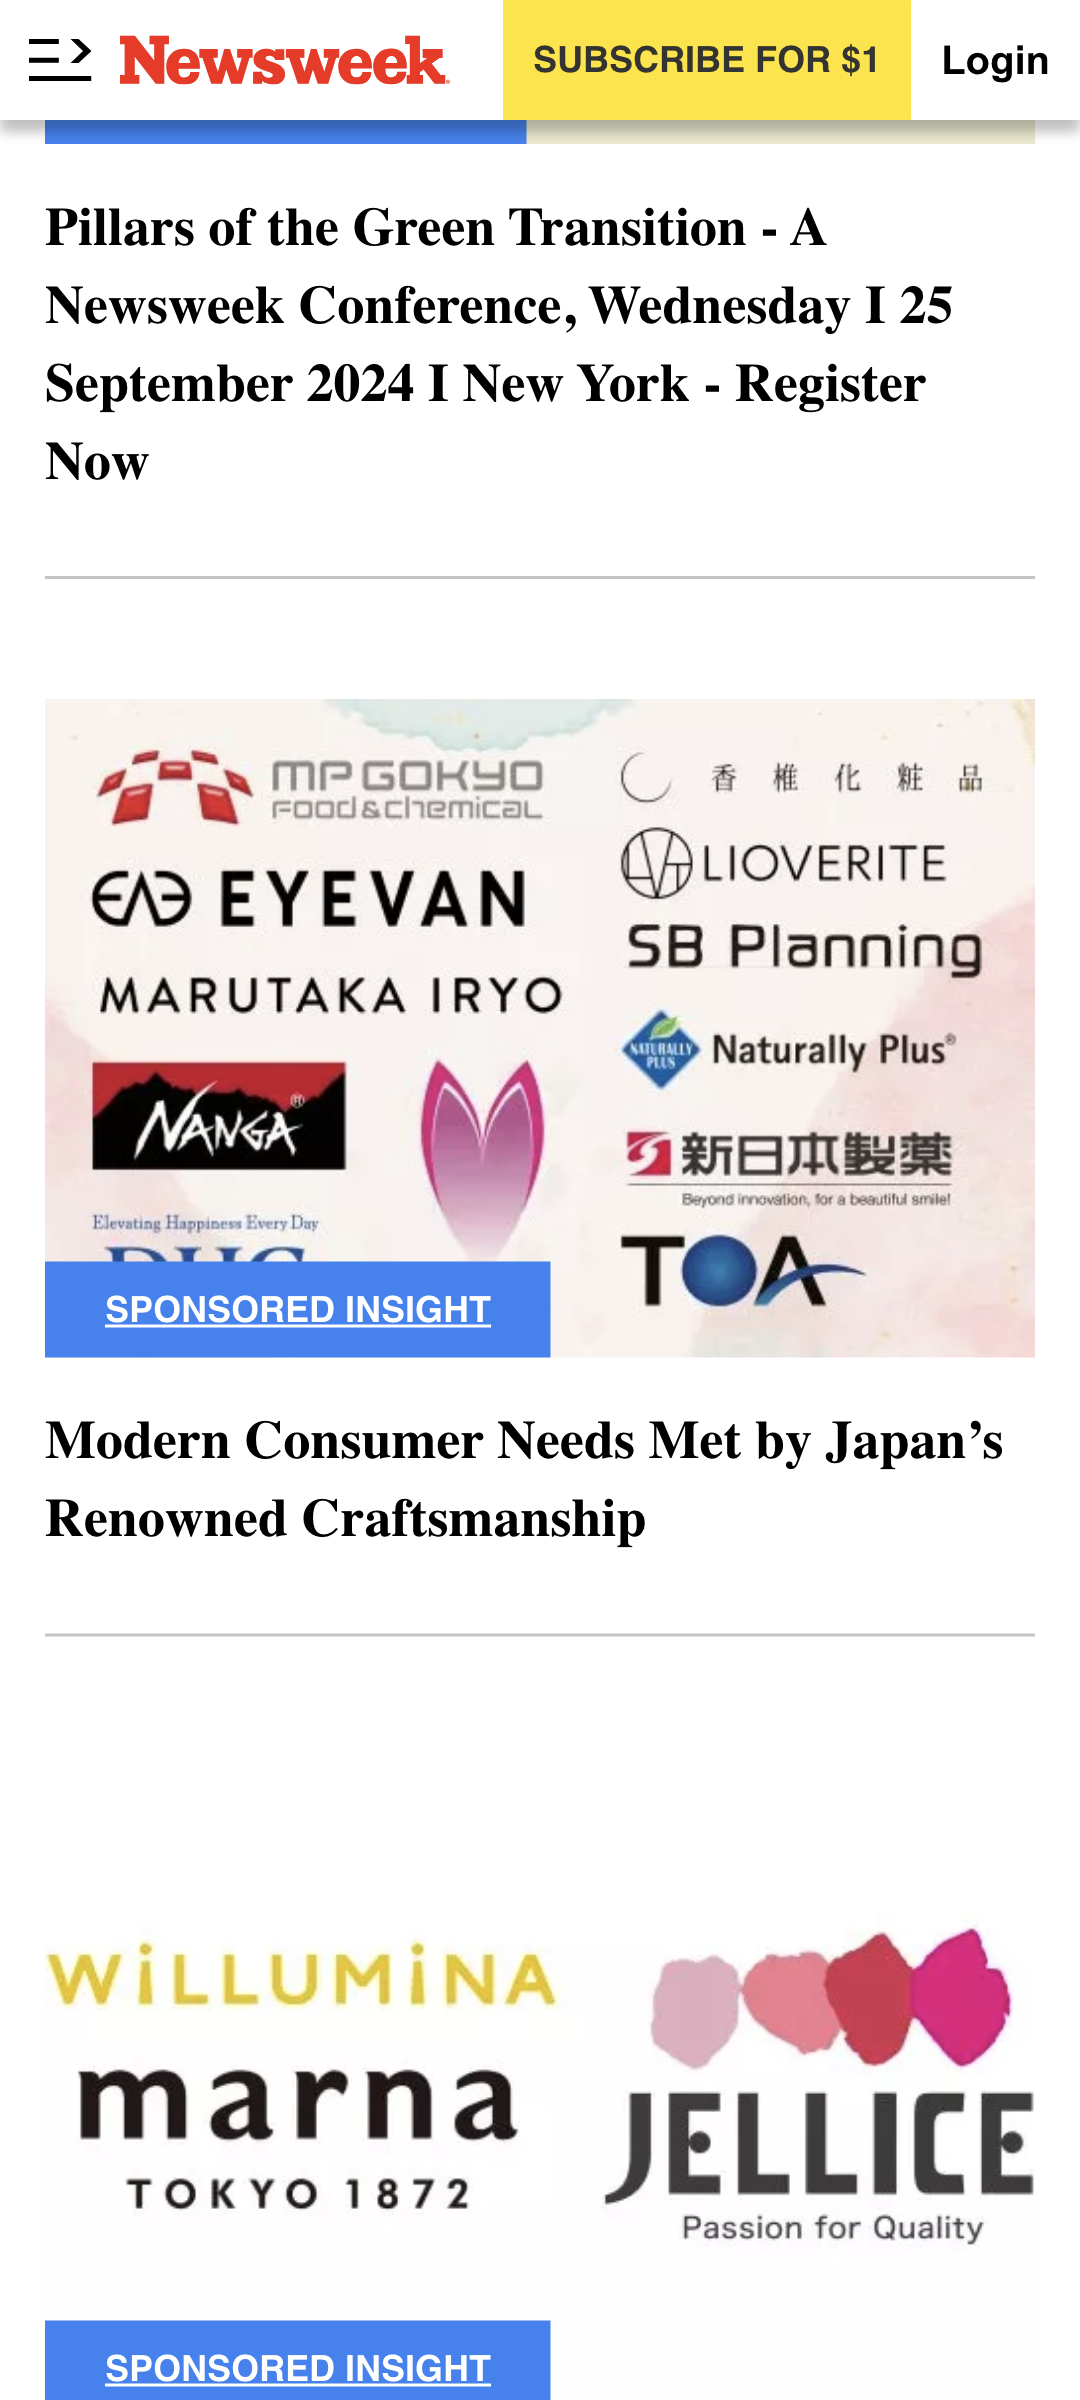 Newsweek
SUBSCRIBE FOR $1
Login
Pillars of the Green Transition - A
Newsweek Conference, Wednesday I 25
September 2024 I New York - Register
Now
MP GOKYO
FOOD & CHEMICAL
EYEVAN
MARUTAKA IRYO
NANGA®
Elevating Happiness Every Day
香椎化粧品
LIOVERITE
SB Planning
NATURALLY
PLUS
Naturally Plus®
新日本製薬
Beyond innovation, for a beautiful smile!
TOA
SPONSORED INSIGHT
Modern Consumer Needs Met by Japan’s
Renowned Craftsmanship
WiLLUMiNA
marna
TOKYO 1872
JELLICE
Passion for Quality
SPONSORED INSIGHT